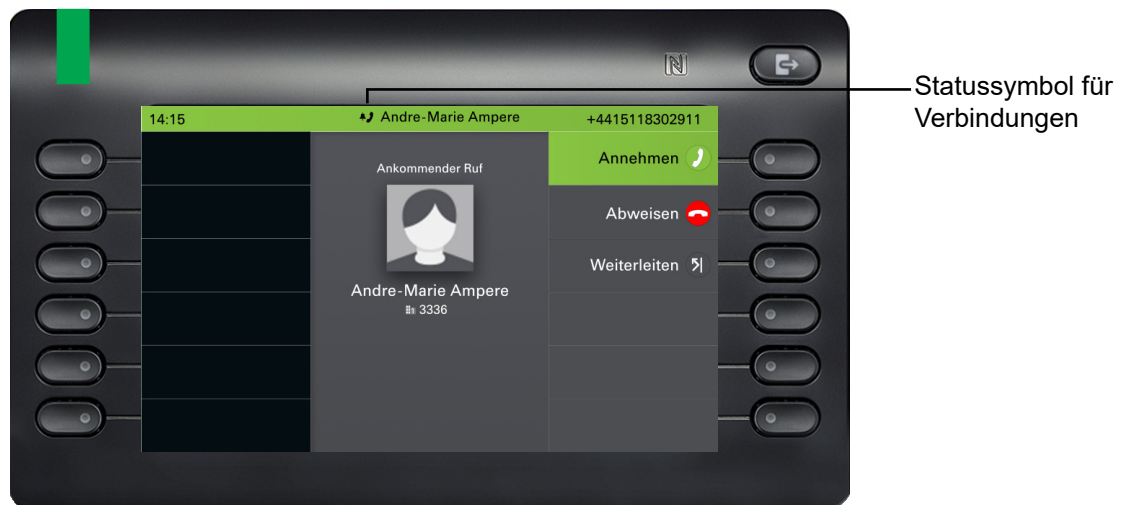 14:15
Andre-Marie Ampere
+4415118302911
Ankommender Ruf
Andre-Marie Ampere
3336
Annehmen
Abweisen
Weiterleiten
Statussymbol für
Verbindungen